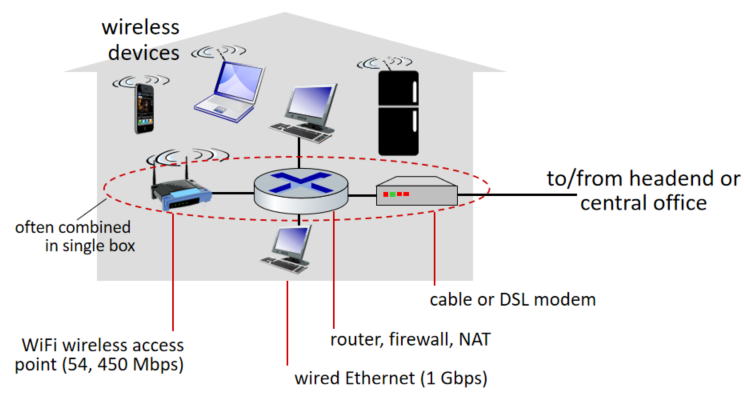 wireless
devices
to/from headend or
central office
often combined
in single box
cable or DSL modem
router, firewall, NAT
WiFi wireless access
point (54, 450 Mbps)
wired Ethernet (1 Gbps)